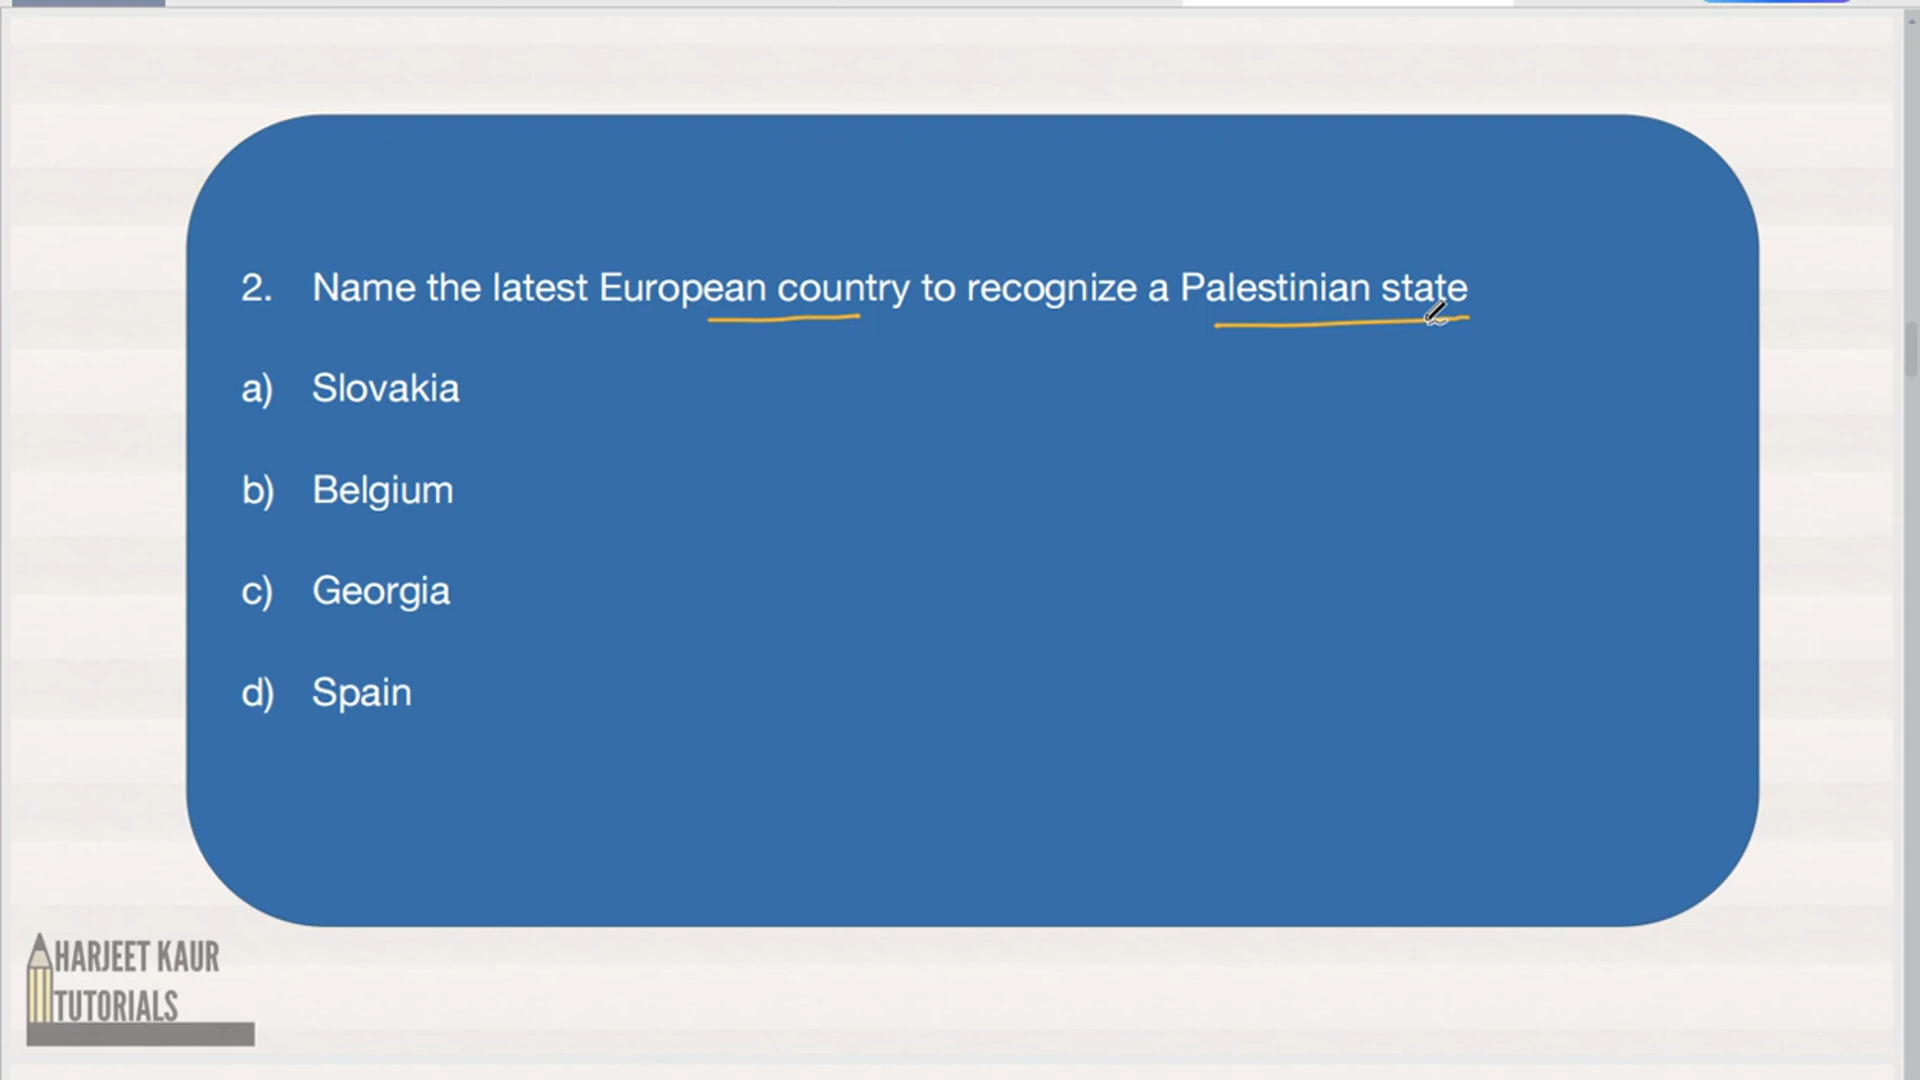 2. Name the latest European country to recognize a Palestinian state
a) Slovakia
b) Belgium
c) Georgia
d) Spain
HARJEET KAUR
TUTORIALS